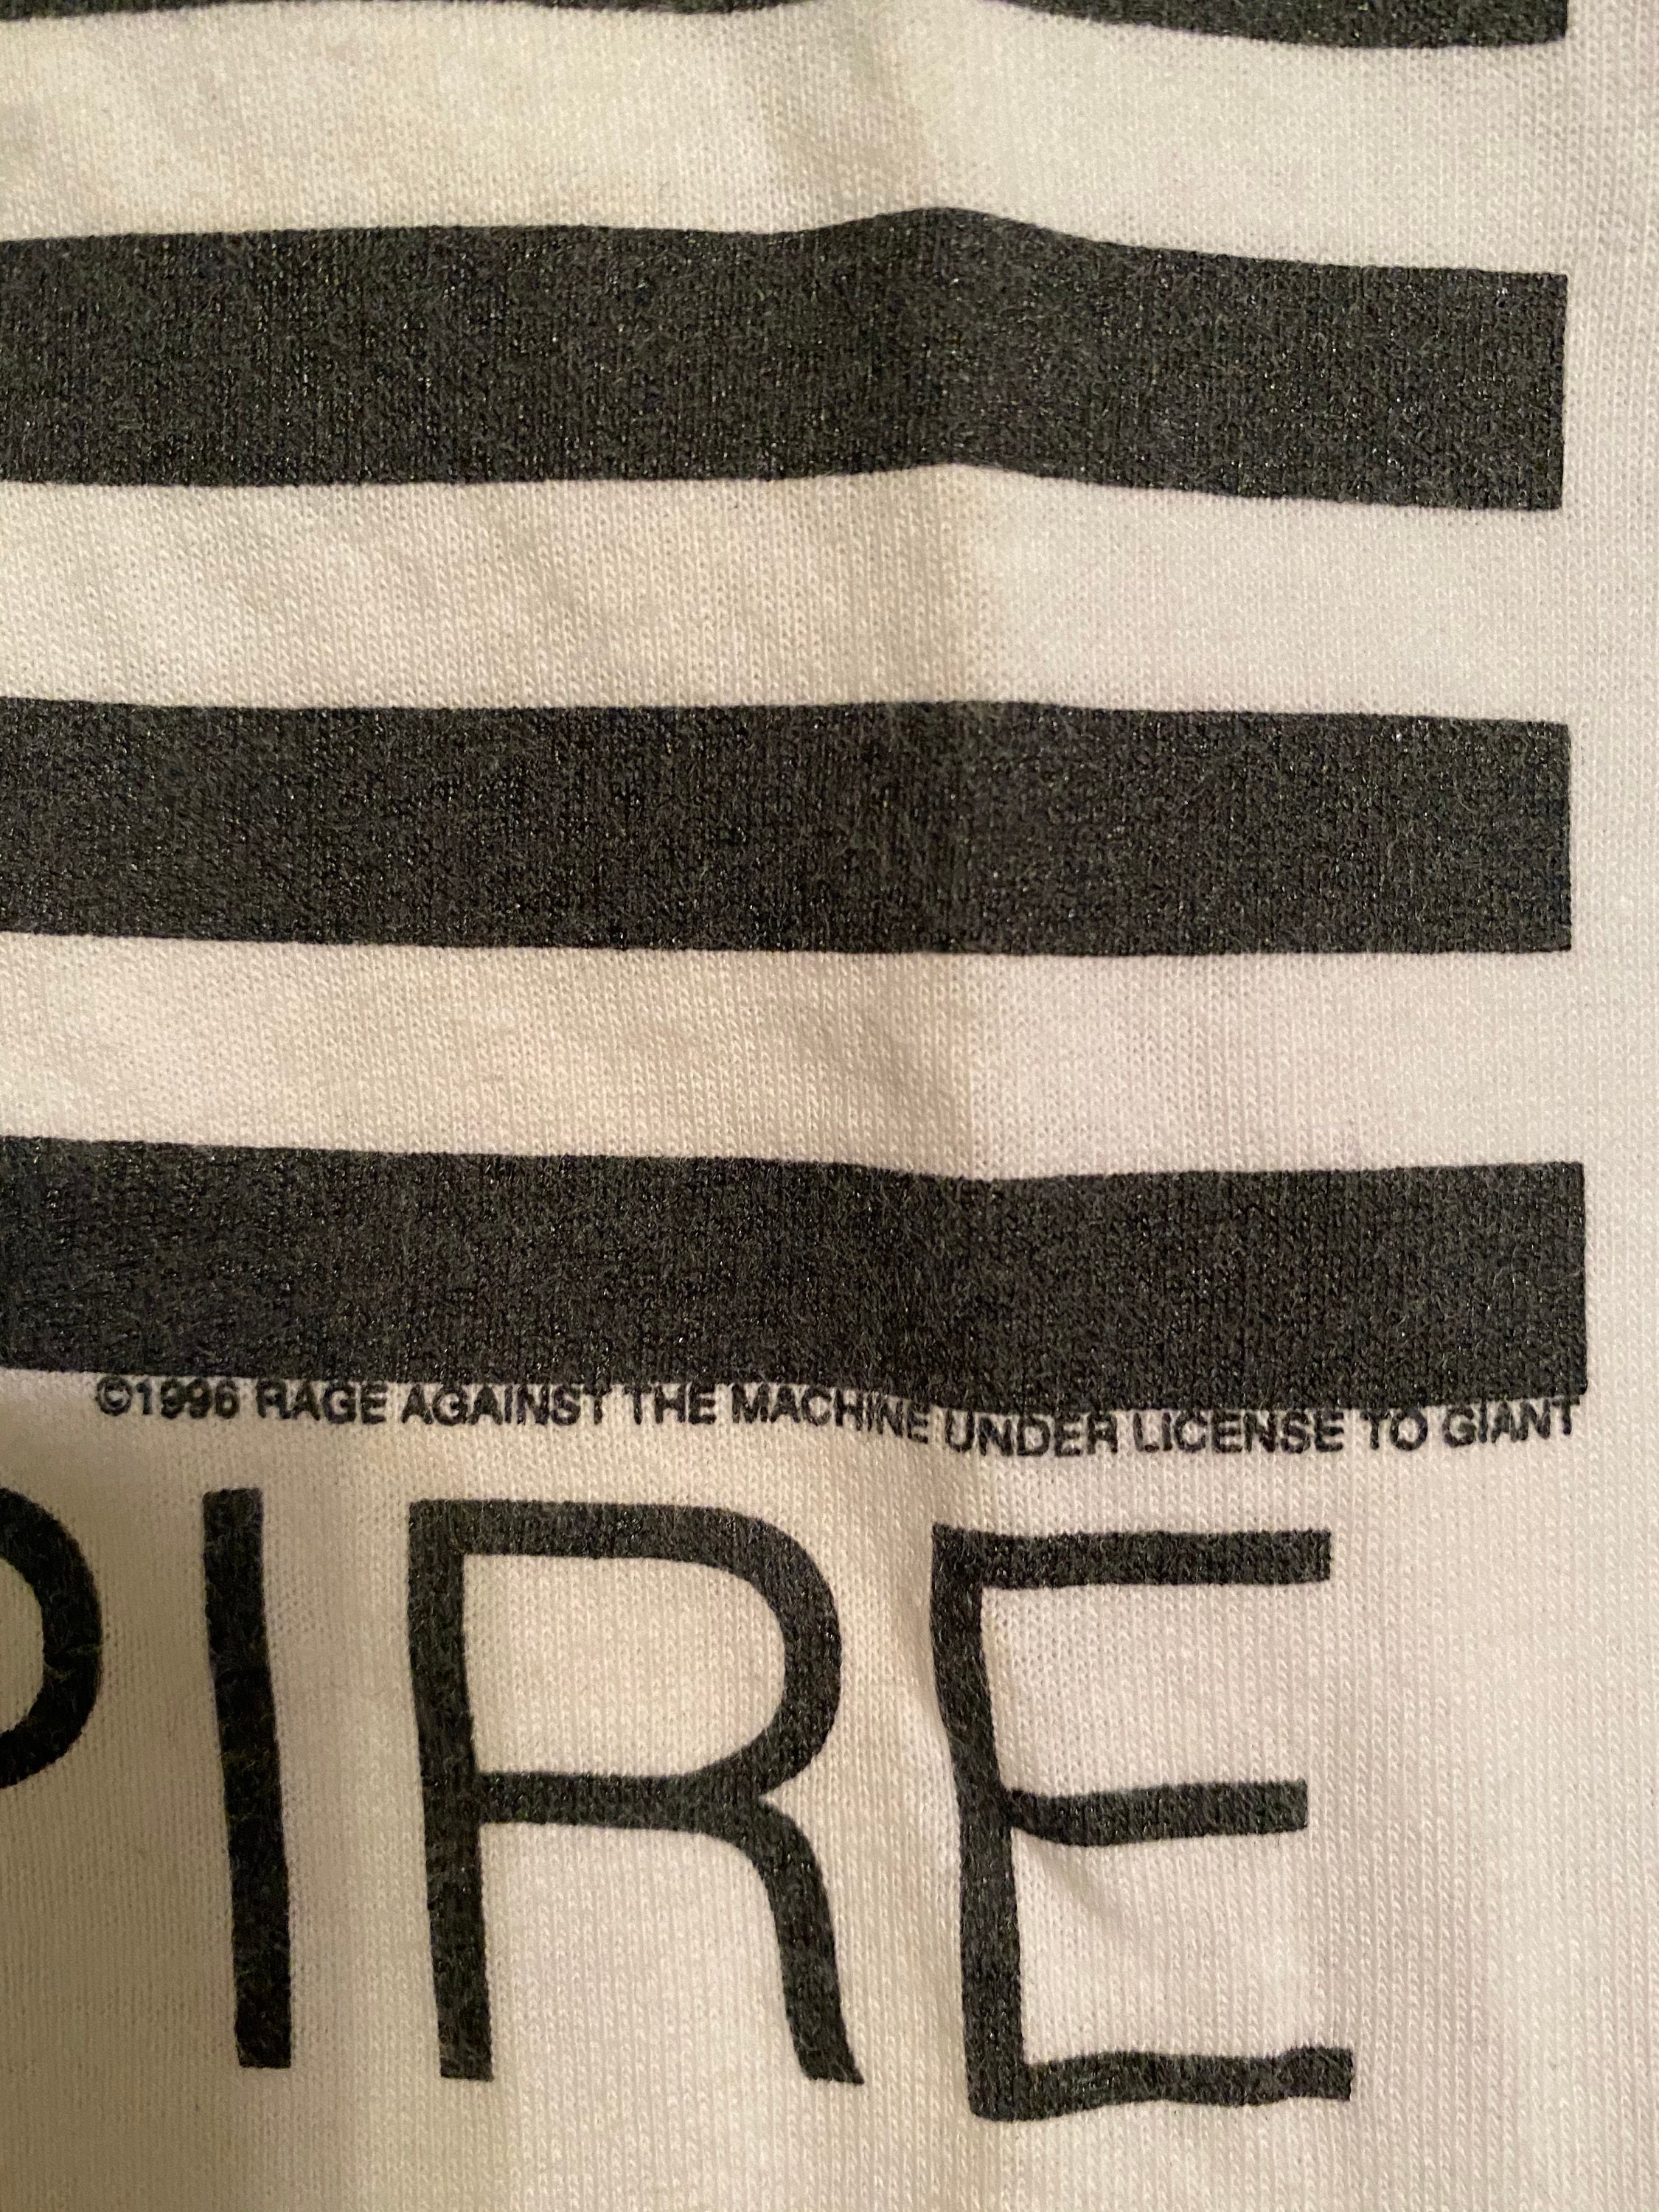 ©1996 RAGE AGAINST THE MACHINE UNDER LICENSE TO GIANT
PIRE